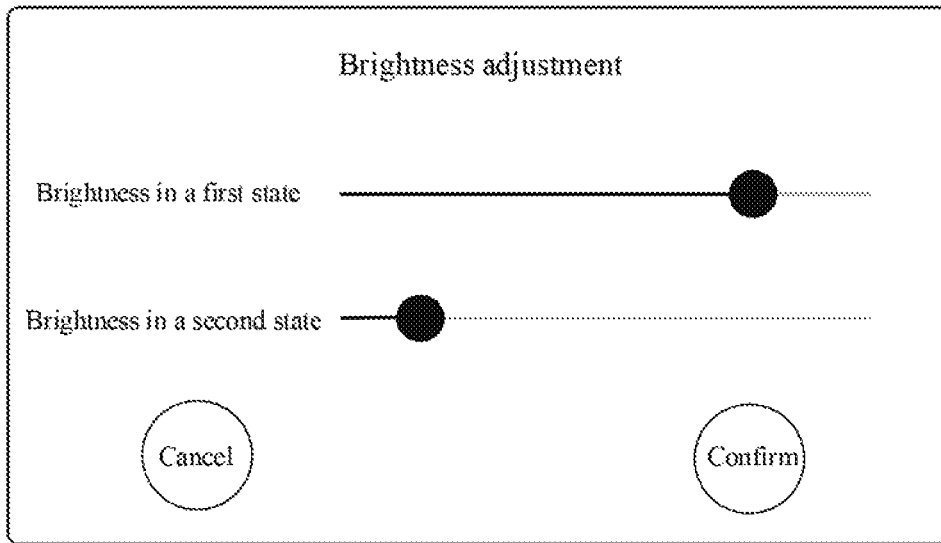 Brightness adjustment
Brightness in a first state
Brightness in a second state
Cancel
Confirm